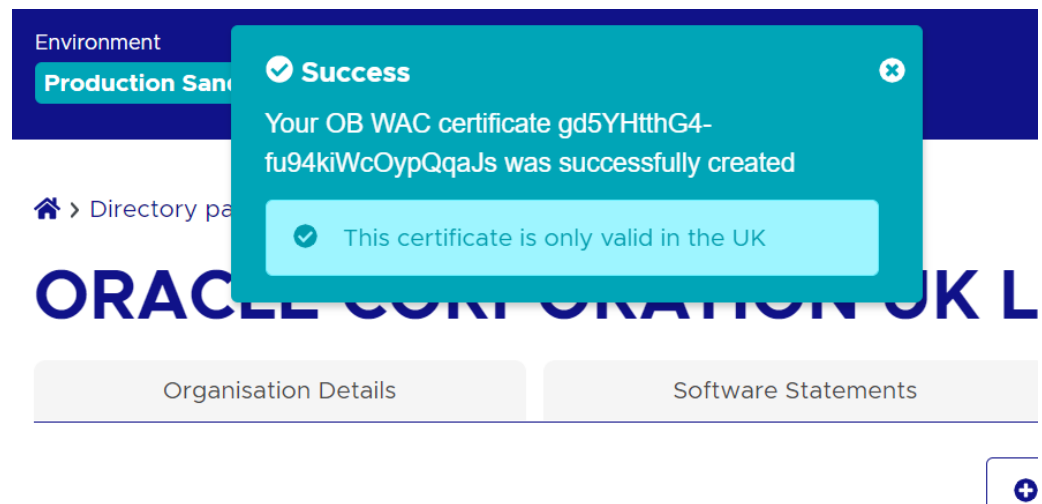 Environment
Production San
Success
Your OB WAC certificate gd5YHtthG4-
fu94kiWcOypQqaJs was successfully created
Directory pa
This certificate is only valid in the UK
ORACLE CORPORATION UK L
Organisation Details
Software Statements